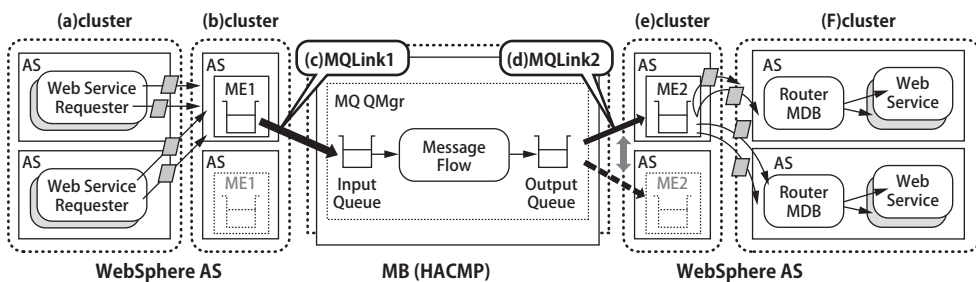 (a)cluster
(b)cluster
(e)cluster
(F)cluster
AS
Web Service
Requester
AS
Web Service
Requester
AS
ME1
AS
ME1
(c)MQLink1
(d)MQLink2
MQ QMgr
Input
Queue
Message
Flow
Output
Queue
AS
ME2
AS
ME2
AS
Router
MDB
Web
Service
AS
Router
MDB
Web
Service
WebSphere AS
MB (HACMP)
WebSphere AS